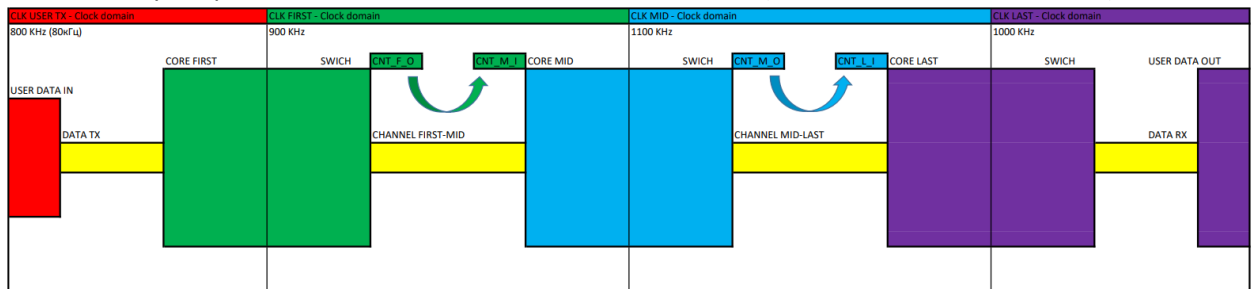 CLK USER TX - Clock domain
CLK FIRST - Clock domain
CLK MID - Clock domain
CLK LAST - Clock domain
800 KHz (80кГц)
900 KHz
1100 KHz
1000 KHz
CORE FIRST
SWICH
CNT_F_O
CNT_M_I
CORE MID
SWICH
CNT_M_O
CNT_L_I
CORE LAST
SWICH
USER DATA OUT
USER DATA IN
DATA TX
CHANNEL FIRST-MID
CHANNEL MID-LAST
DATA RX